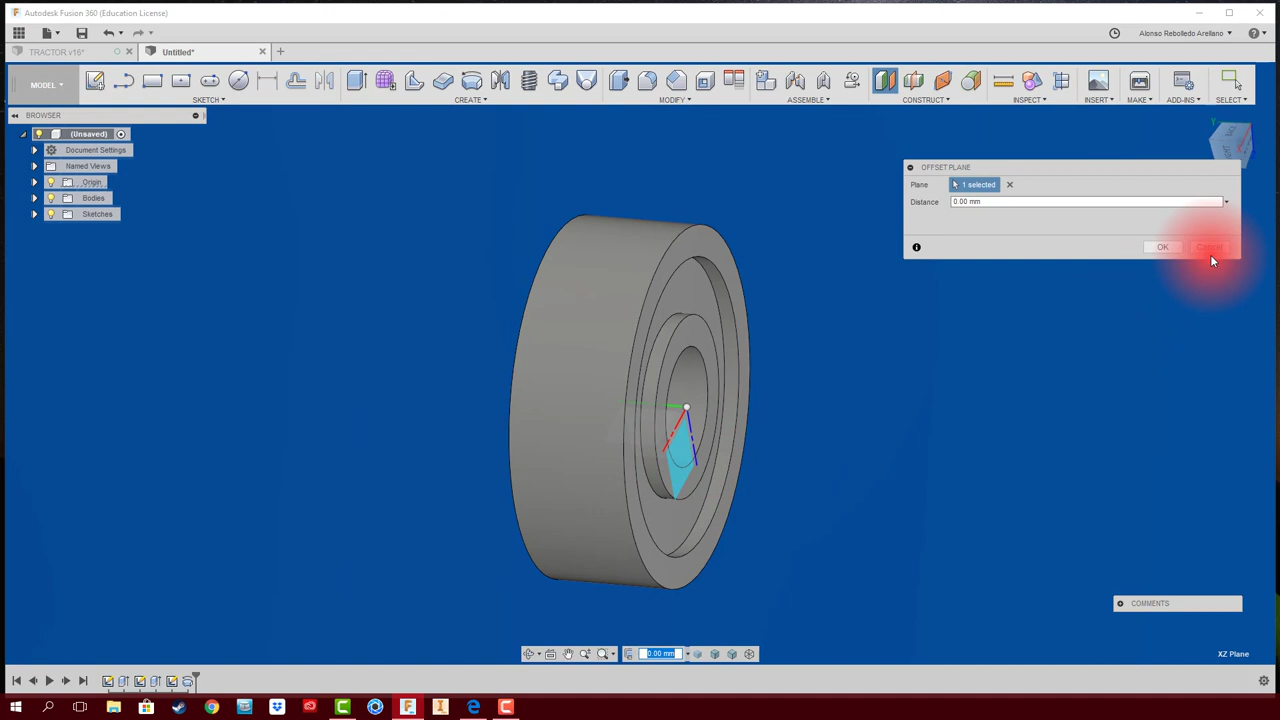 Autodesk Fusion 360 (Education License)
Alonso Rebolledo Arellano
TRACTOR v16*
Untitled*
MODEL
SKETCH
CREATE
MODIFY
ASSEMBLE
CONSTRUCT
INSPECT
INSERT
MAKE
ADD-INS
SELECT
BROWSER
(Unsaved)
Document Settings
Named Views
Origin
Bodies
Sketches
Y
OFFSET PLANE
Plane 1 selected
Distance 0.00 mm
OK Cancel
COMMENTS
0.00 mm
XZ Plane